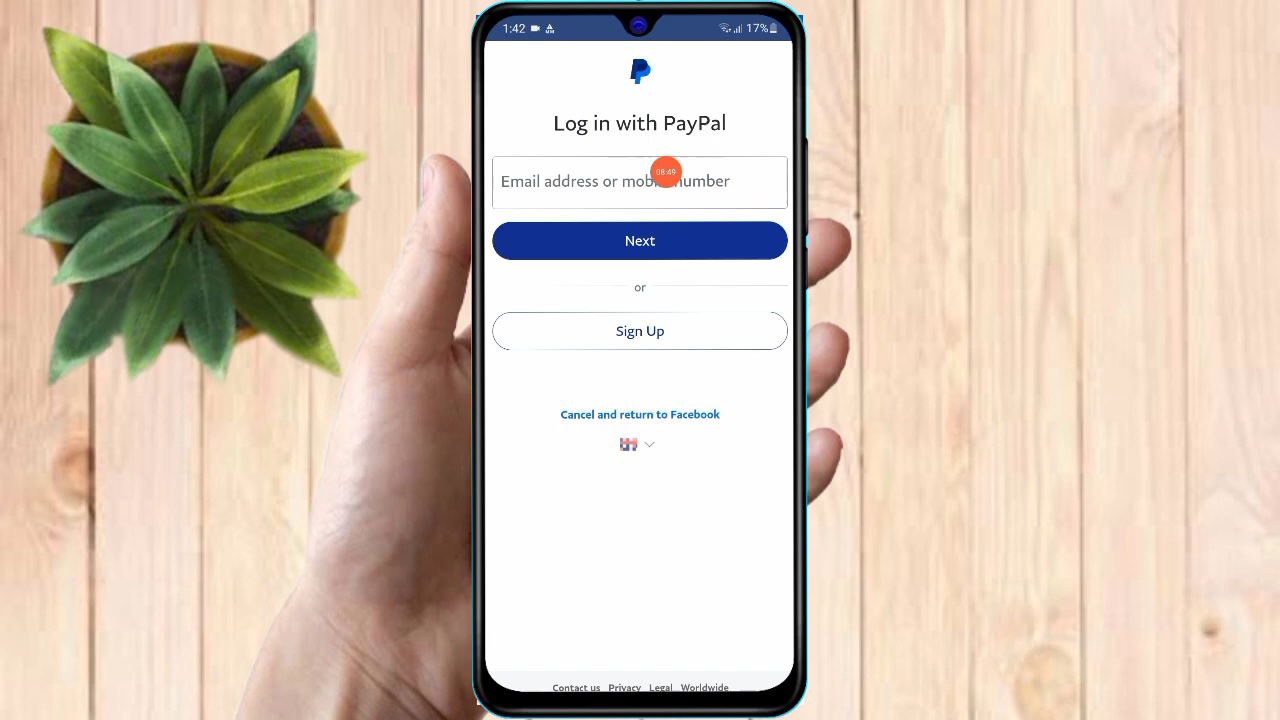 1:42 17%
Log in with PayPal
08:49
Email address or mobile number
Next
or
Sign Up
Cancel and return to Facebook
Contact us Privacy Legal Worldwide